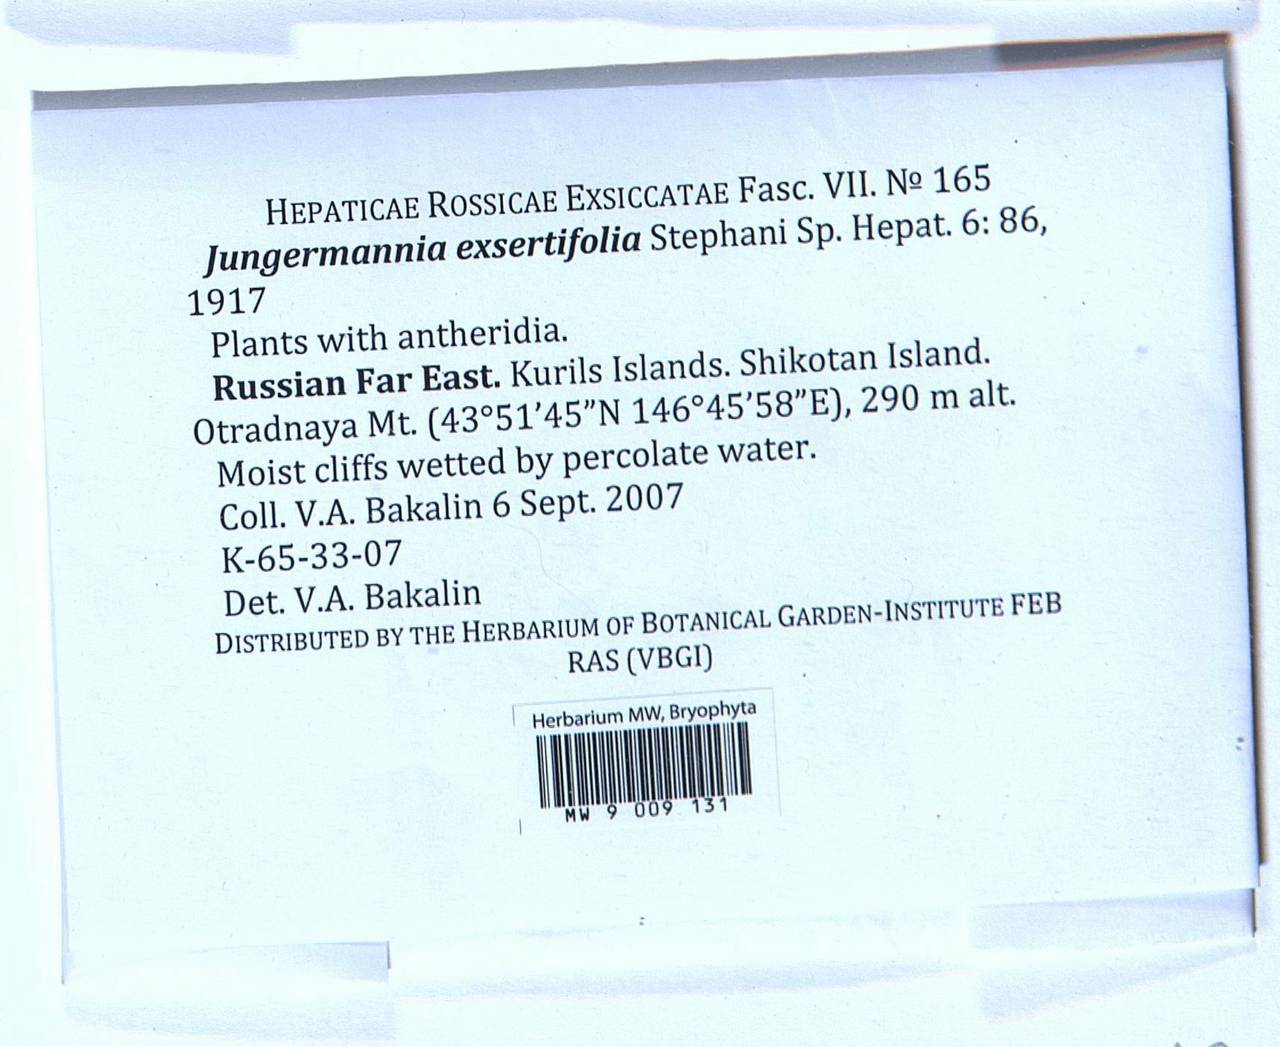 HEPATICAE ROSSICAE EXSICCATAE Fasc. VII. № 165
Jungermannia exsertifolia Stephani Sp. Hepat. 6: 86,
1917
Plants with antheridia.
Russian Far East. Kurils Islands. Shikotan Island.
Otradnaya Mt. (43°51′45″N 146°45′58″E), 290 m alt.
Moist cliffs wetted by percolate water.
Coll. V.A. Bakalin 6 Sept. 2007
K-65-33-07
Det. V.A. Bakalin
DISTRIBUTED BY THE HERBARIUM OF BOTANICAL GARDEN-INSTITUTE FEB
RAS (VBGI)
Herbarium MW, Bryophyta
MW 9 009 131